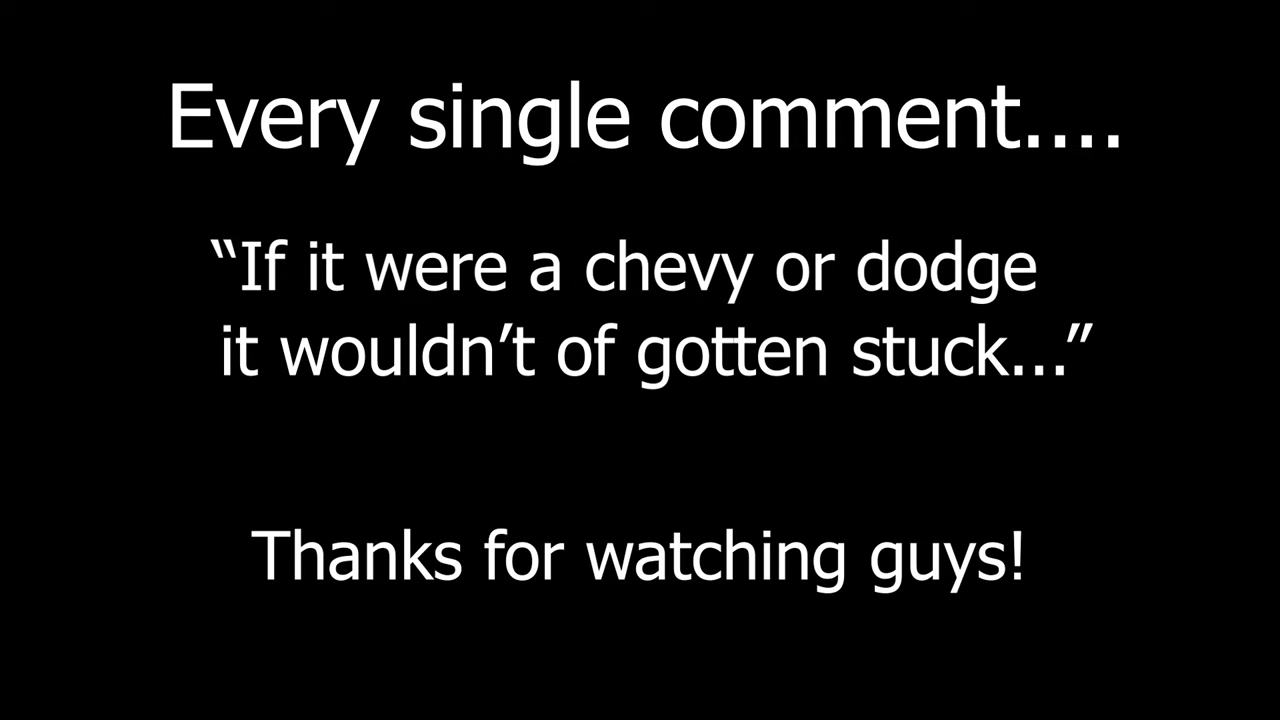 Every single comment....
“If it were a chevy or dodge
it wouldn’t of gotten stuck...”
Thanks for watching guys!